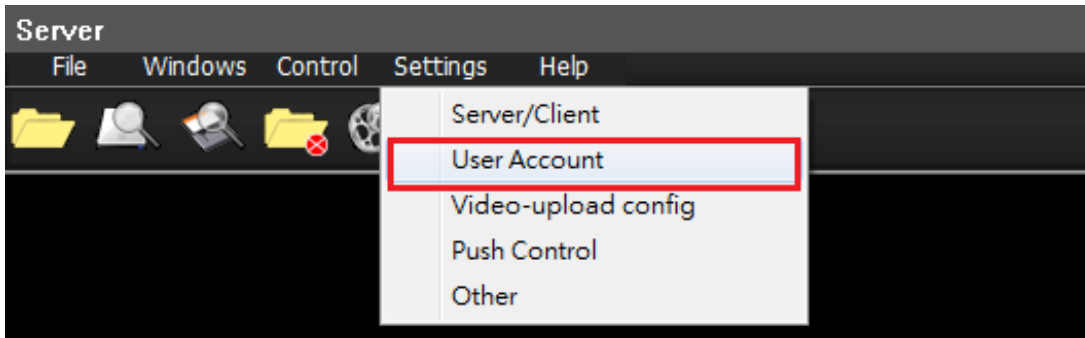 Server
File Windows Control Settings Help
Server/Client
User Account
Video-upload config
Push Control
Other